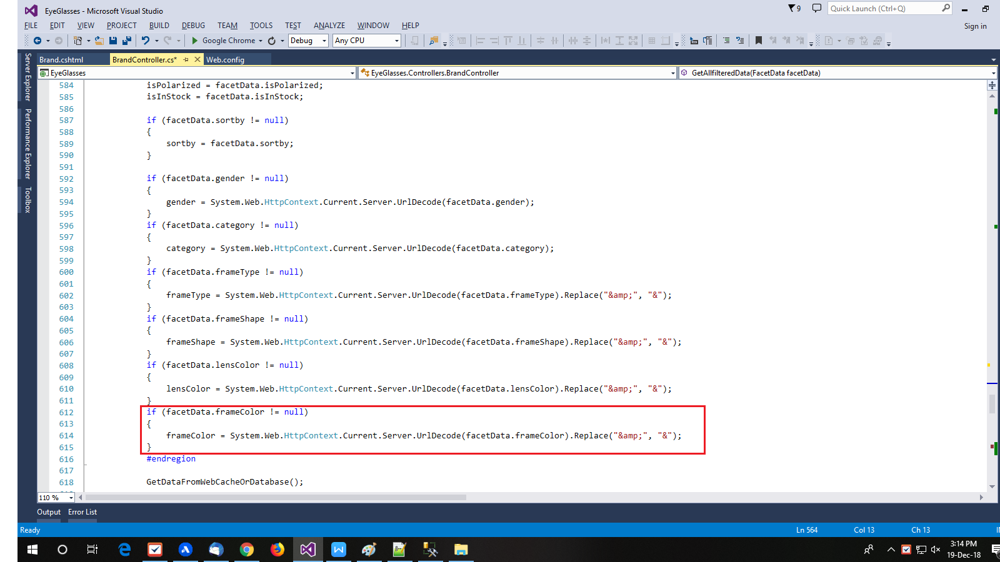 EyeGlasses - Microsoft Visual Studio
9
Quick Launch (Ctrl+Q)
FILE EDIT VIEW PROJECT BUILD DEBUG TEAM TOOLS TEST ANALYZE WINDOW HELP
Sign in
Google Chrome
Debug
Any CPU
Server Explorer
Performance Explorer
Toolbox
Brand.cshtml
BrandController.cs*
Web.config
EyeGlasses
EyeGlasses.Controllers.BrandController
GetAllfilteredData(FacetData facetData)
584 isPolarized = facetData.isPolarized;
585 isInStock = facetData.isInStock;
586
587 if (facetData.sortby != null)
588 {
589 sortby = facetData.sortby;
590 }
591
592 if (facetData.gender != null)
593 {
594 gender = System.Web.HttpContext.Current.Server.UrlDecode(facetData.gender);
595 }
596 if (facetData.category != null)
597 {
598 category = System.Web.HttpContext.Current.Server.UrlDecode(facetData.category);
599 }
600 if (facetData.frameType != null)
601 {
602 frameType = System.Web.HttpContext.Current.Server.UrlDecode(facetData.frameType).Replace("&amp;", "&");
603 }
604 if (facetData.frameShape != null)
605 {
606 frameShape = System.Web.HttpContext.Current.Server.UrlDecode(facetData.frameShape).Replace("&amp;", "&");
607 }
608 if (facetData.lensColor != null)
609 {
610 lensColor = System.Web.HttpContext.Current.Server.UrlDecode(facetData.lensColor).Replace("&amp;", "&");
611 }
612 if (facetData.frameColor != null)
613 {
614 frameColor = System.Web.HttpContext.Current.Server.UrlDecode(facetData.frameColor).Replace("&amp;", "&");
615 }
616 #endregion
617
618 GetDataFromWebCacheOrDatabase();
110 %
Output Error List
Ready
Ln 564 Col 13 Ch 13
3:14 PM
19-Dec-18